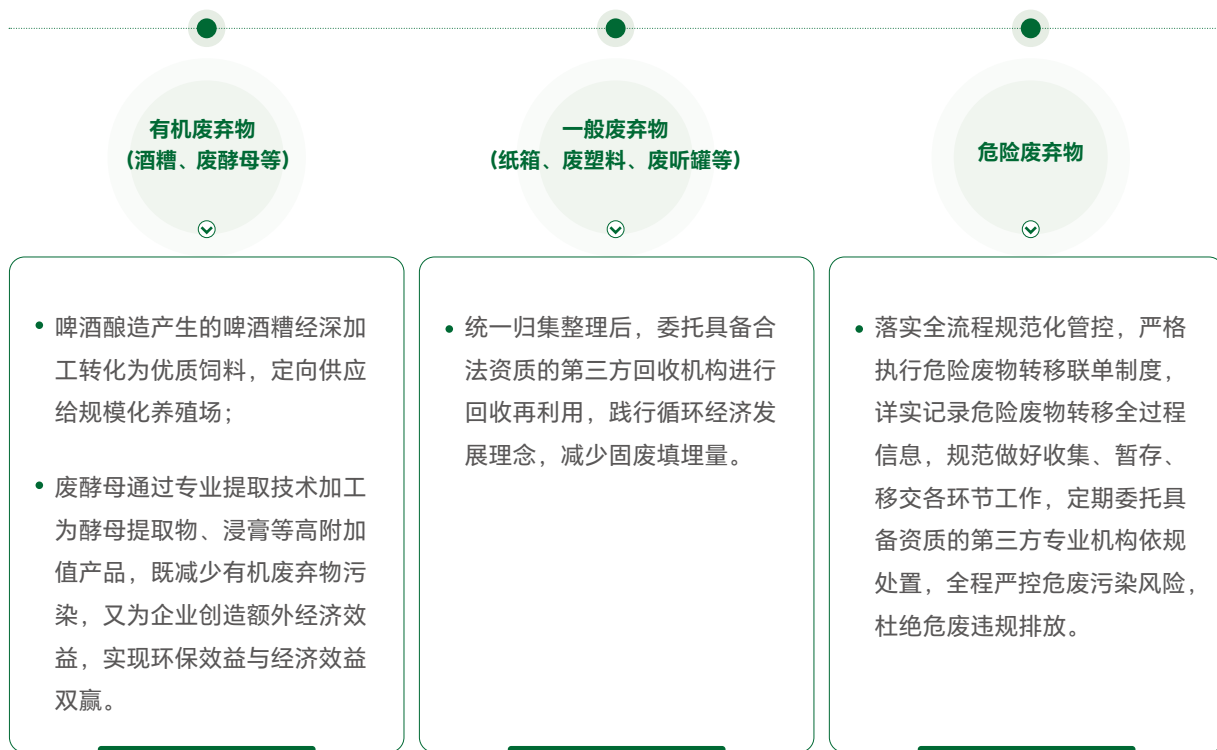 有机废弃物
（酒糟、废酵母等）
啤酒酿造产生的啤酒糟经深加
工转化为优质饲料，定向供应
给规模化养殖场；
废酵母通过专业提取技术加工
为酵母提取物、浸膏等高附加
值产品，既减少有机废弃物污
染，又为企业创造额外经济效
益，实现环保效益与经济效益
双赢。
一般废弃物
（纸箱、废塑料、废听罐等）
统一归集整理后，委托具备合
法资质的第三方回收机构进行
回收再利用，践行循环经济发
展理念，减少固废填埋量。
危险废弃物
落实全流程规范化管控，严格
执行危险废物转移联单制度，
详实记录危险废物转移全过程
信息，规范做好收集、暂存、
移交各环节工作，定期委托具
备资质的第三方专业机构依规
处置，全程严控危废污染风险，
杜绝危废违规排放。